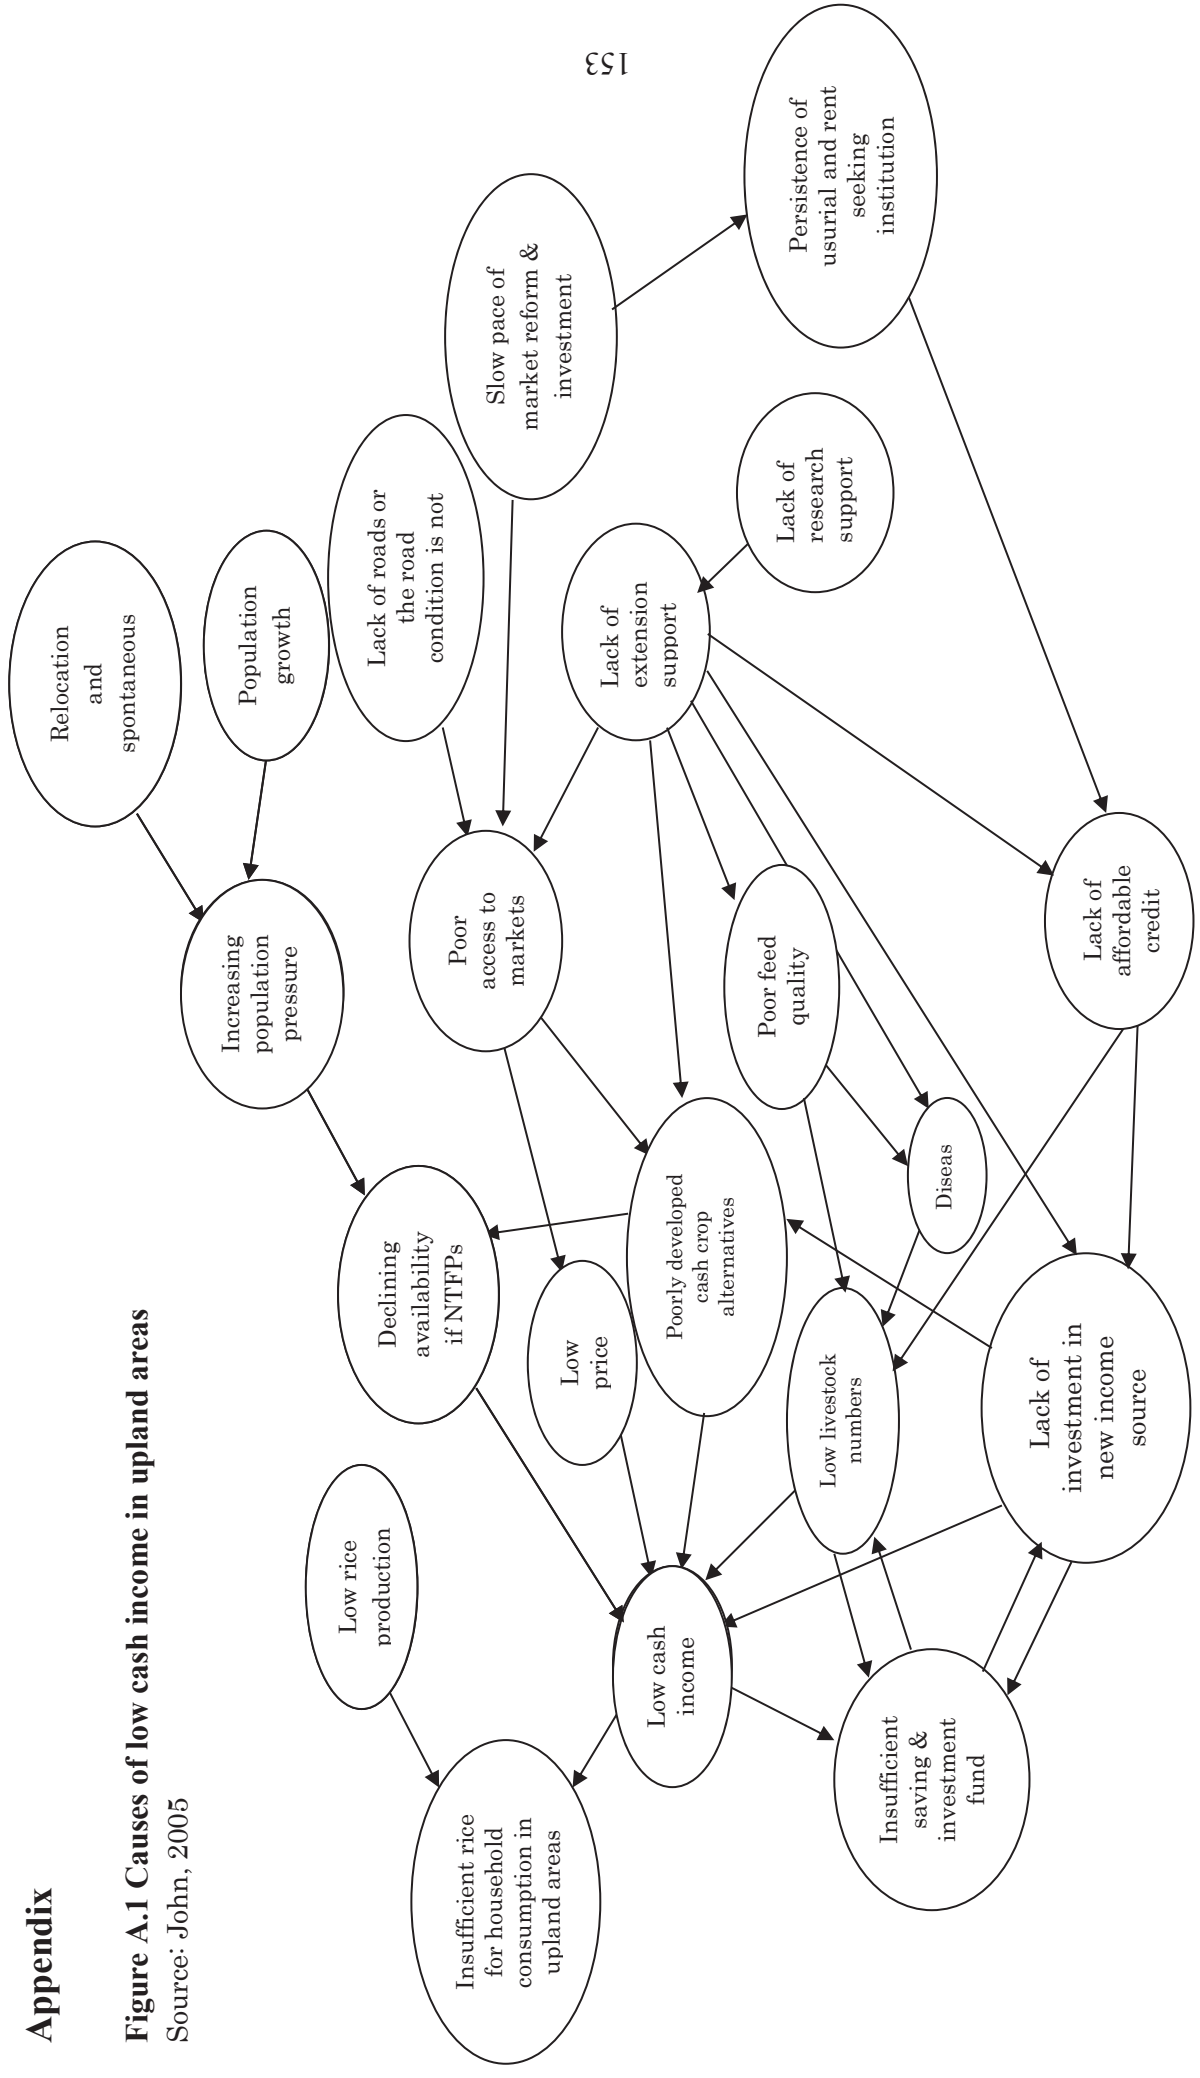 Appendix
Figure A.1 Causes of low cash income in upland areas
Source: John, 2005
Relocation
and
spontaneous
Population
growth
Increasing
population
pressure
Lack of roads or
the road
condition is not
Slow pace of
market reform &
investment
Persistence of
usurial and rent
seeking
institution
Lack of
research
support
Lack of
extension
support
Poor
access to
markets
Declining
availability
if NTFPs
Low
price
Poorly developed
cash crop
alternatives
Poor feed
quality
Diseas
Lack of
affordable
credit
Low rice
production
Low livestock
numbers
Lack of
investment in
new income
source
Low cash
income
Insufficient rice
for household
consumption in
upland areas
Insufficient
saving &
investment
fund
153